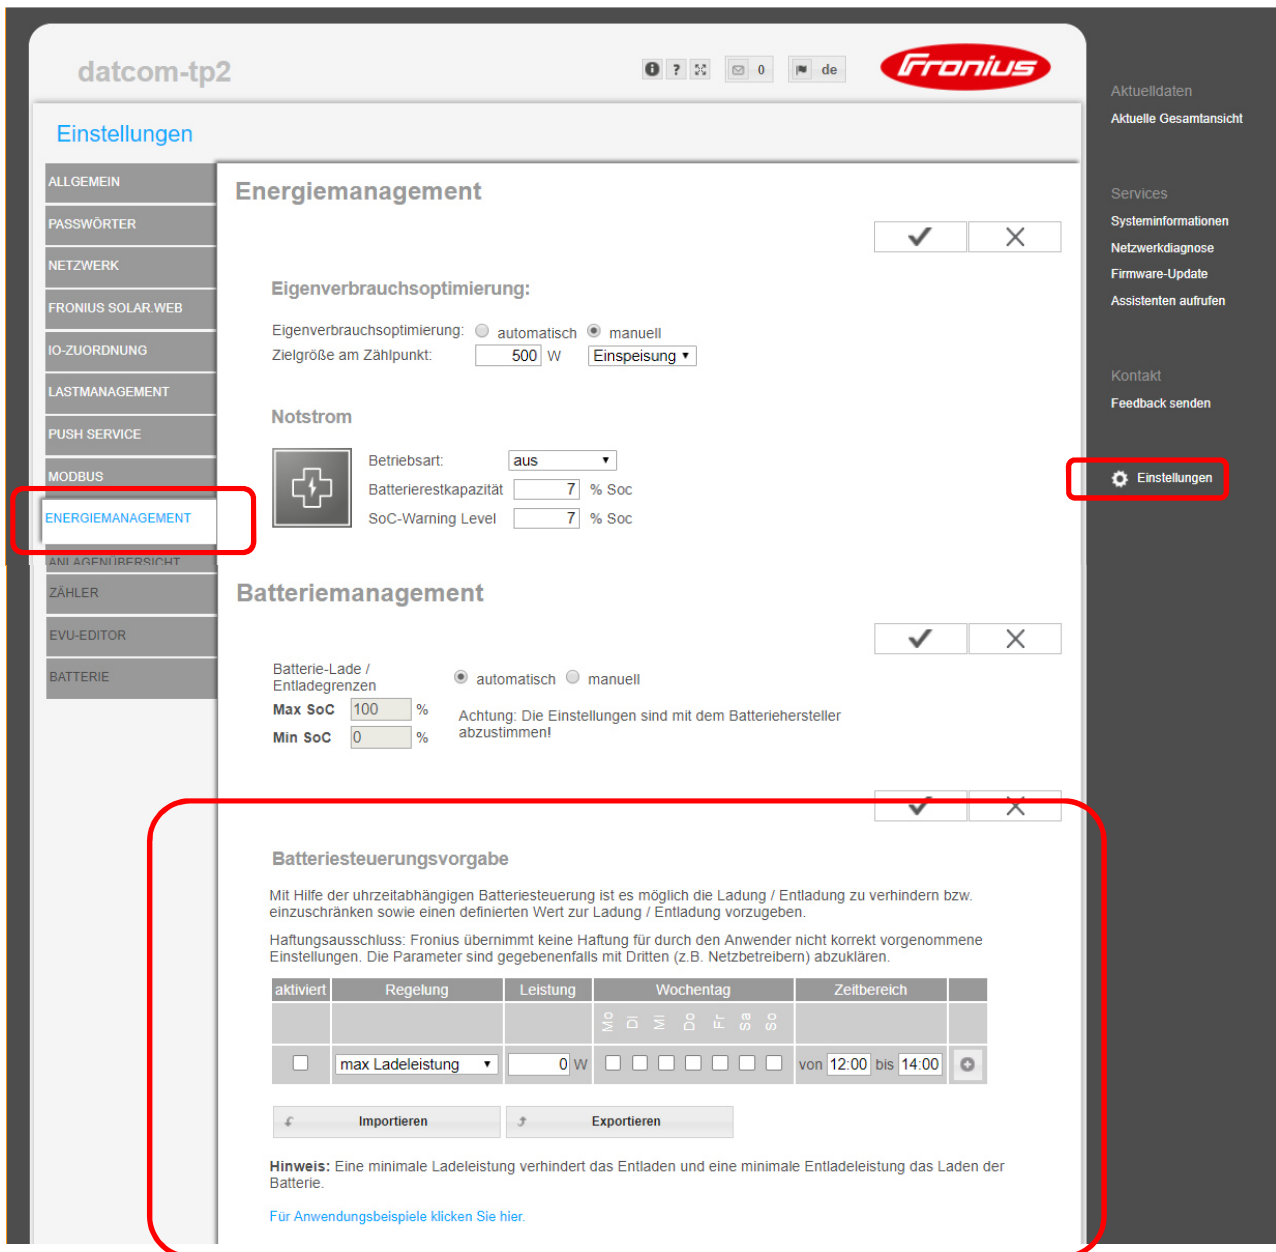 datcom-tp2
0
de
Fronius
Einstellungen
ALLGEMEIN
PASSWÖRTER
NETZWERK
FRONIUS SOLAR.WEB
IO-ZUORDNUNG
LASTMANAGEMENT
PUSH SERVICE
MODBUS
ENERGIEMANAGEMENT
ANLAGENÜBERSICHT
ZÄHLER
EVU-EDITOR
BATTERIE
Energiemanagement
Eigenverbrauchsoptimierung:
Eigenverbrauchsoptimierung: automatisch manuell
Zielgröße am Zählpunkt: 500 W Einspeisung
Notstrom
Betriebsart: aus
Batterierestkapazität 7 % Soc
SoC-Warning Level 7 % Soc
Batteriemanagement
Batterie-Lade /
Entladegrenzen
automatisch manuell
Max SoC 100 %
Min SoC 0 %
Achtung: Die Einstellungen sind mit dem Batteriehersteller
abzustimmen!
Batteriesteuerungsvorgabe
Mit Hilfe der uhrzeitabhängigen Batteriesteuerung ist es möglich die Ladung / Entladung zu verhindern bzw.
einzuschränken sowie einen definierten Wert zur Ladung / Entladung vorzugeben.
Haftungsausschluss: Fronius übernimmt keine Haftung für durch den Anwender nicht korrekt vorgenommene
Einstellungen. Die Parameter sind gegebenenfalls mit Dritten (z.B. Netzbetreibern) abzuklären.
aktiviert Regelung Leistung Wochentag Zeitbereich
Mo DI MI Do Fr Sa So
max Ladeleistung 0 W von 12:00 bis 14:00
Importieren Exportieren
Hinweis: Eine minimale Ladeleistung verhindert das Entladen und eine minimale Entladeleistung das Laden der
Batterie.
Für Anwendungsbeispiele klicken Sie hier.
Aktuelldaten
Aktuelle Gesamtansicht
Services
Systeminformationen
Netzwerkdiagnose
Firmware-Update
Assistenten aufrufen
Kontakt
Feedback senden
Einstellungen